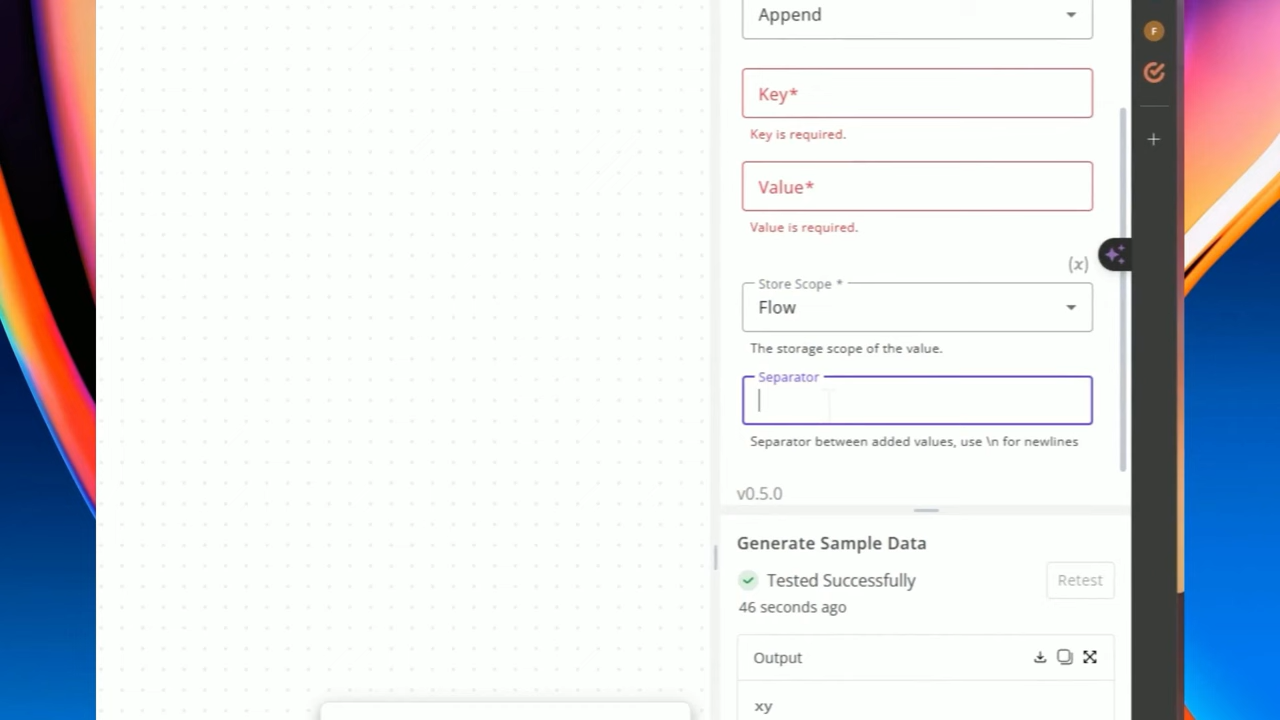 Append
F
Key*
Key is required.
Value*
Value is required.
(x)
Store Scope *
Flow
The storage scope of the value.
Separator
Separator between added values, use \n for newlines
v0.5.0
Generate Sample Data
Tested Successfully
Retest
46 seconds ago
Output
xy